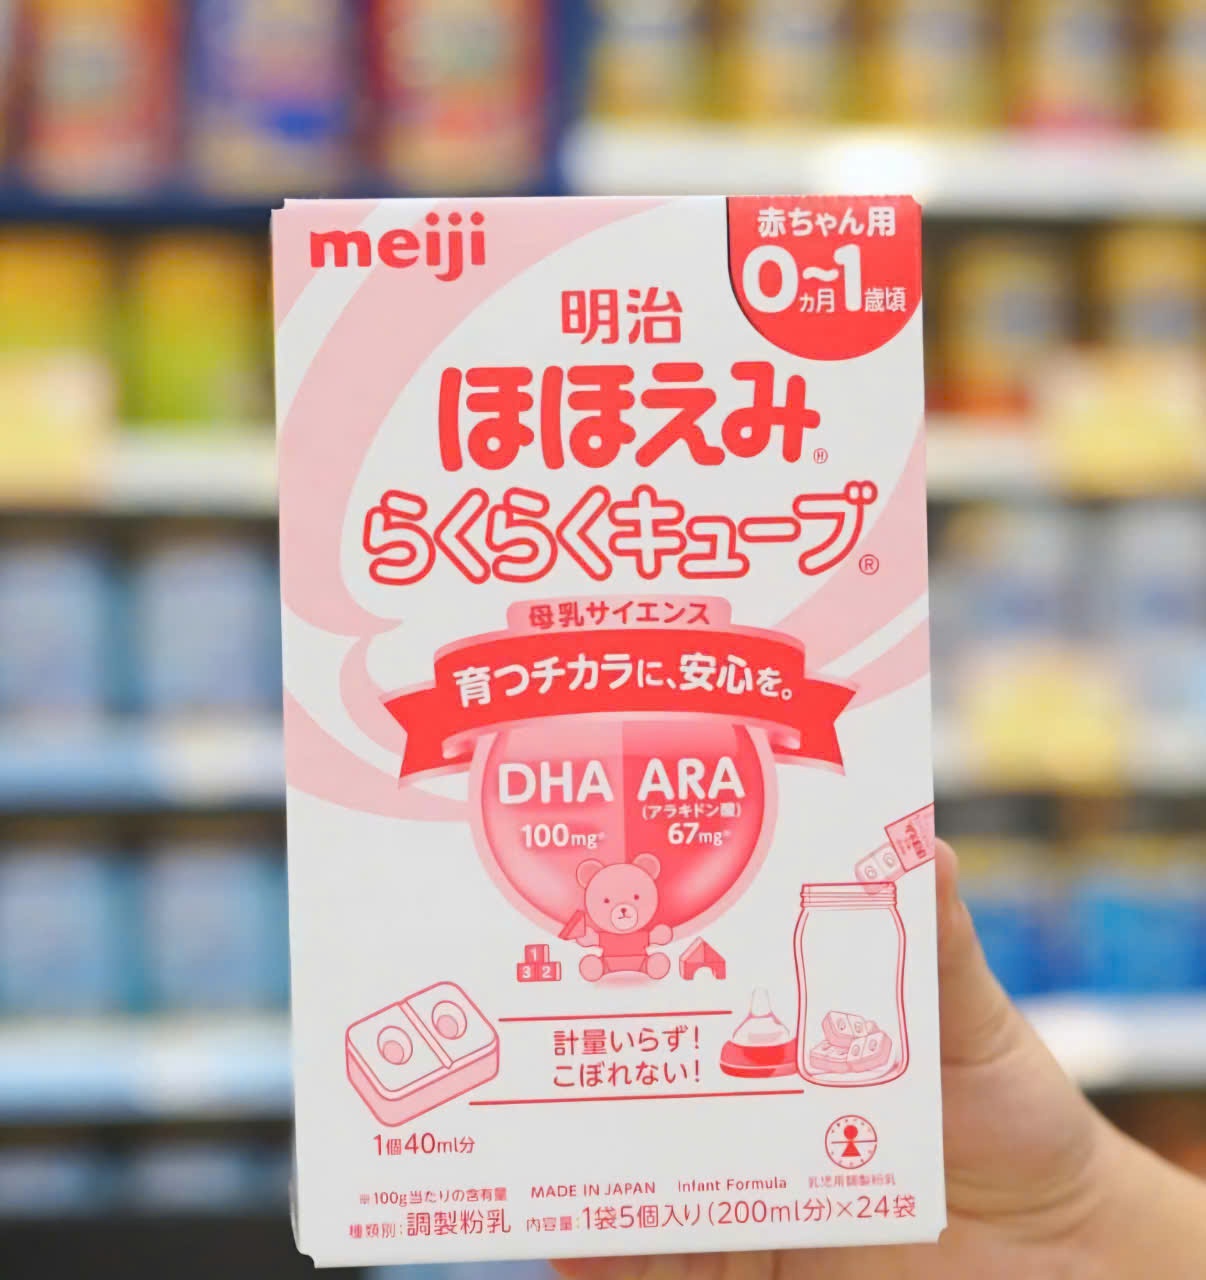 meiji
赤ちゃん用
0ヵ月~1歳頃
明治
ほほえみ®
らくらくキューブ®
母乳サイエンス
育つチカラに、安心を。
DHA
100mg※
ARA
(アラキドン酸)
67mg※
1
3 2
計量いらず!
こぼれない!
1個40ml分
※100g当たりの含有量
MADE IN JAPAN Infant Formula
乳児用調製粉乳
種類別:調製粉乳 内容量:1袋5個入り(200ml分)×24袋